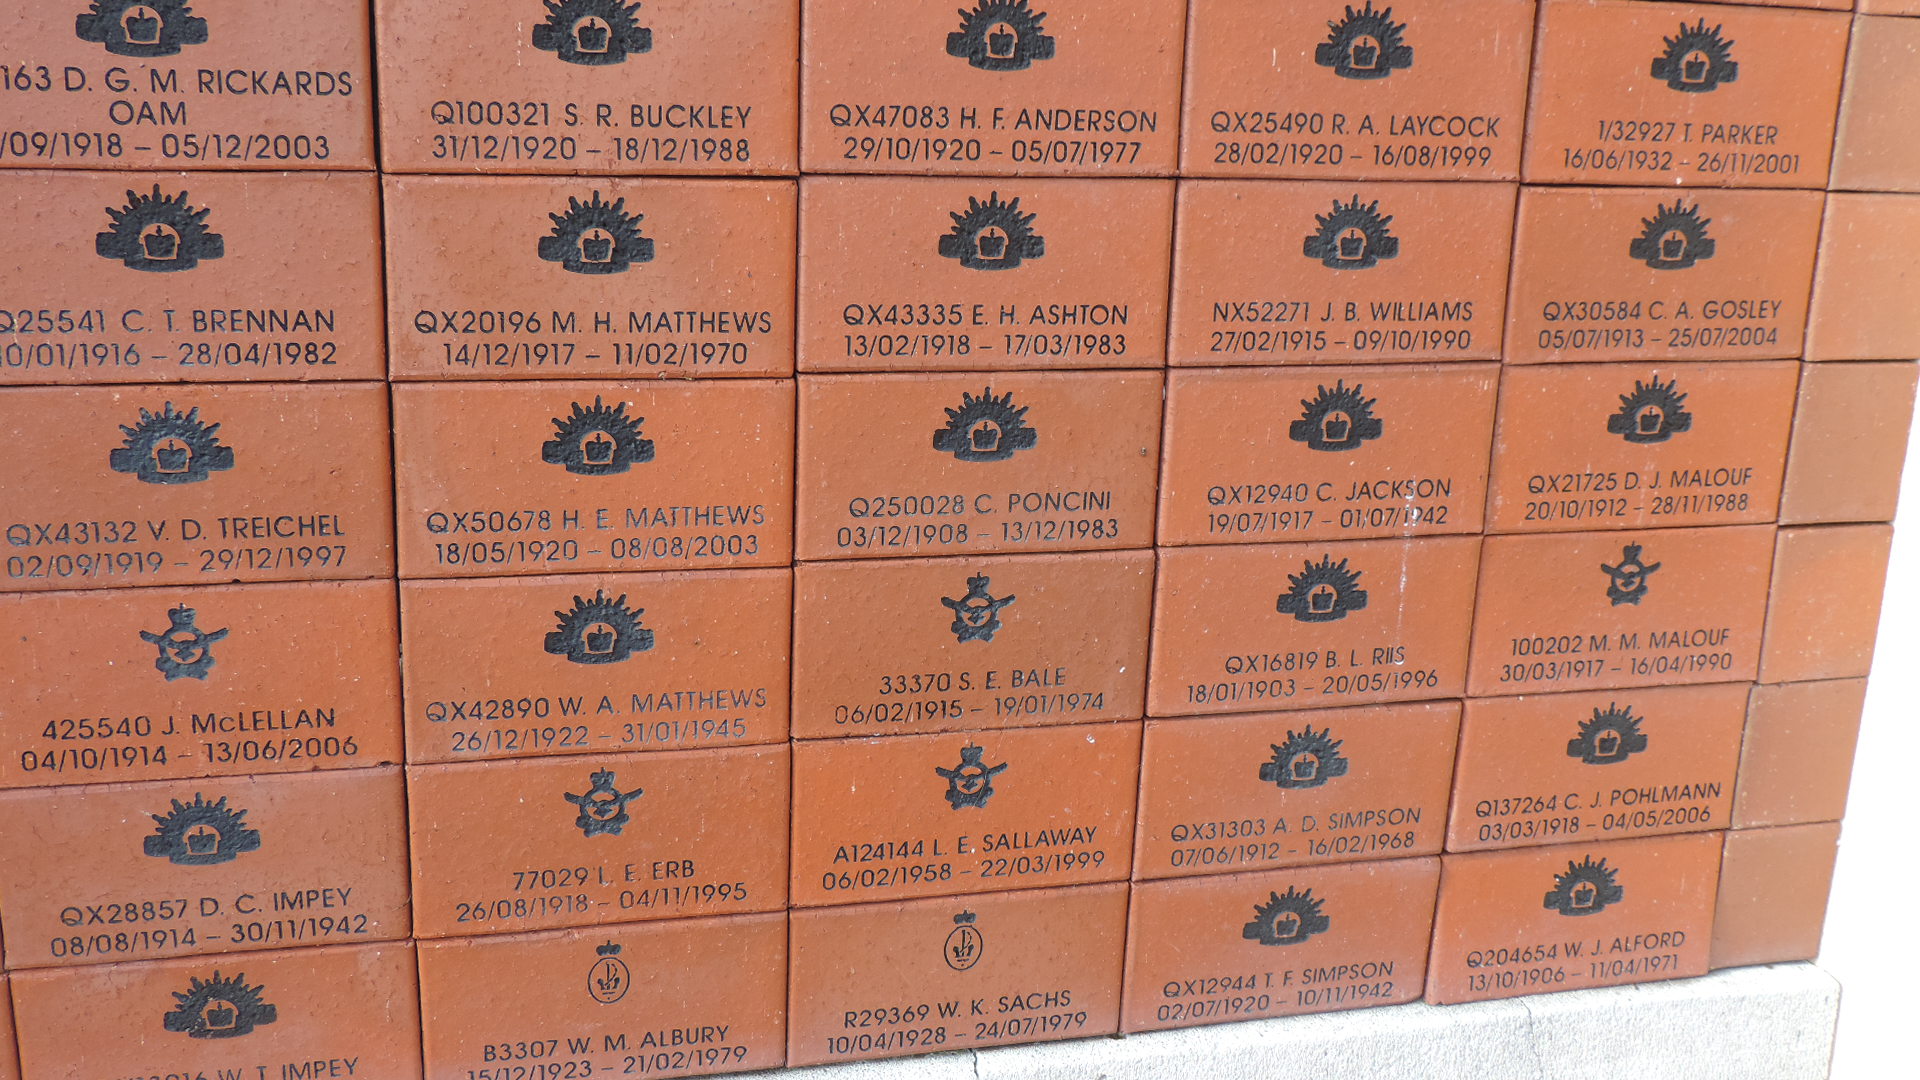 163 D. G. M. RICKARDS
OAM
/09/1918 – 05/12/2003
Q100321 S. R. BUCKLEY
31/12/1920 – 18/12/1988
QX47083 H. F. ANDERSON
29/10/1920 – 05/07/1977
QX25490 R. A. LAYCOCK
28/02/1920 – 16/08/1999
1/32927 T. PARKER
16/06/1932 – 26/11/2001
Q25541 C. T. BRENNAN
10/01/1916 – 28/04/1982
QX20196 M. H. MATTHEWS
14/12/1917 – 11/02/1970
QX43335 E. H. ASHTON
13/02/1918 – 17/03/1983
NX52271 J. B. WILLIAMS
27/02/1915 – 09/10/1990
QX30584 C. A. GOSLEY
05/07/1913 – 25/07/2004
QX43132 V. D. TREICHEL
02/09/1919 – 29/12/1997
QX50678 H. E. MATTHEWS
18/05/1920 – 08/08/2003
Q250028 C. PONCINI
03/12/1908 – 13/12/1983
QX12940 C. JACKSON
19/07/1917 – 01/07/1942
QX21725 D. J. MALOUF
20/10/1912 – 28/11/1988
425540 J. McLELLAN
04/10/1914 – 13/06/2006
QX42890 W. A. MATTHEWS
26/12/1922 – 31/01/1945
33370 S. E. BALE
06/02/1915 – 19/01/1974
QX16819 B. L. RIIS
18/01/1903 – 20/05/1996
100202 M. M. MALOUF
30/03/1917 – 16/04/1990
QX28857 D. C. IMPEY
08/08/1914 – 30/11/1942
77029 L. E. ERB
26/08/1918 – 04/11/1995
A124144 L. E. SALLAWAY
06/02/1958 – 22/03/1999
QX31303 A. D. SIMPSON
07/06/1912 – 16/02/1968
Q137264 C. J. POHLMANN
03/03/1918 – 04/05/2006
W. T. IMPEY
B3307 W. M. ALBURY
15/12/1923 – 21/02/1979
R29369 W. K. SACHS
10/04/1928 – 24/07/1979
QX12944 T. F. SIMPSON
02/07/1920 – 10/11/1942
Q204654 W. J. ALFORD
13/10/1906 – 11/04/1971